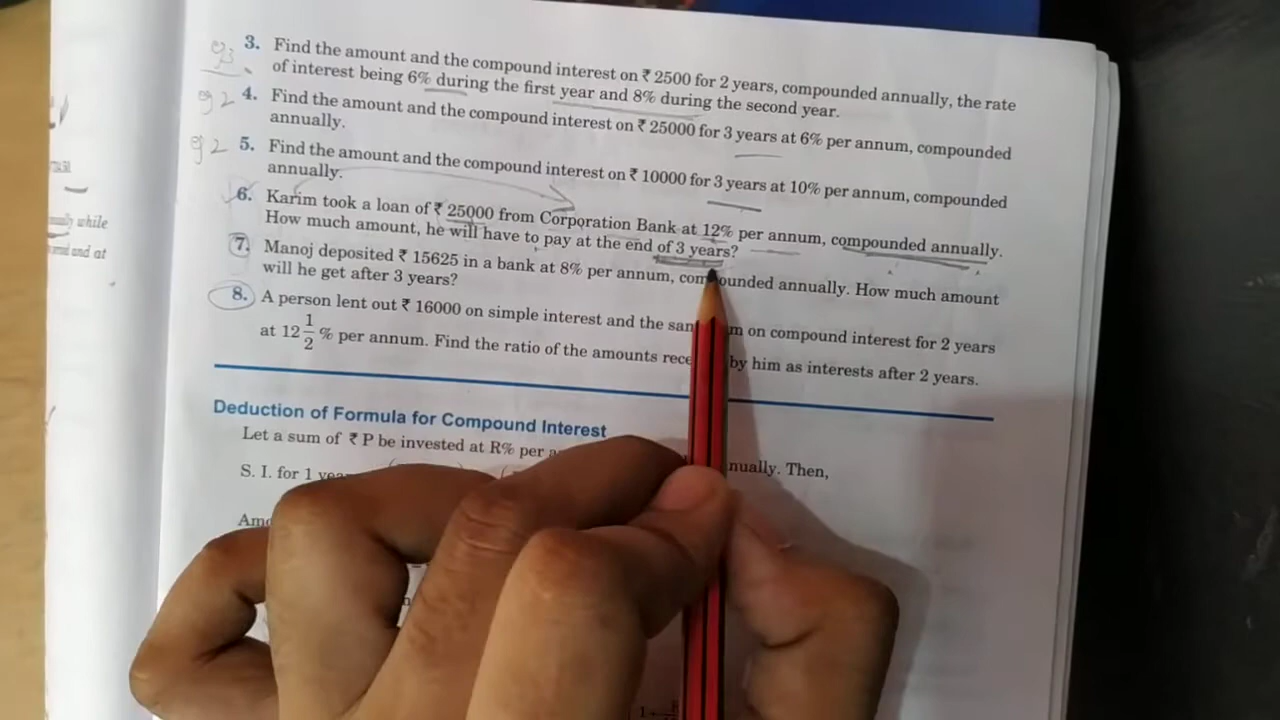 3. Find the amount and the compound interest on ₹ 2500 for 2 years, compounded annually, the rate
of interest being 6% during the first year and 8% during the second year.
eg 2 4. Find the amount and the compound interest on ₹ 25000 for 3 years at 6% per annum, compounded
annually.
eg 2 5. Find the amount and the compound interest on ₹ 10000 for 3 years at 10% per annum, compounded
annually.
6. Karim took a loan of ₹ 25000 from Corporation Bank at 12% per annum, compounded annually.
How much amount, he will have to pay at the end of 3 years?
7. Manoj deposited ₹ 15625 in a bank at 8% per annum, compounded annually. How much amount
will he get after 3 years?
8. A person lent out ₹ 16000 on simple interest and the m on compound interest for 2 years
at 12 1/2 % per annum. Find the ratio of the amounts by him as interests after 2 years.
Deduction of Formula for Compound Interest
Let a sum of ₹ P be invested at R% per nually. Then,
S. I. for 1
while
and at